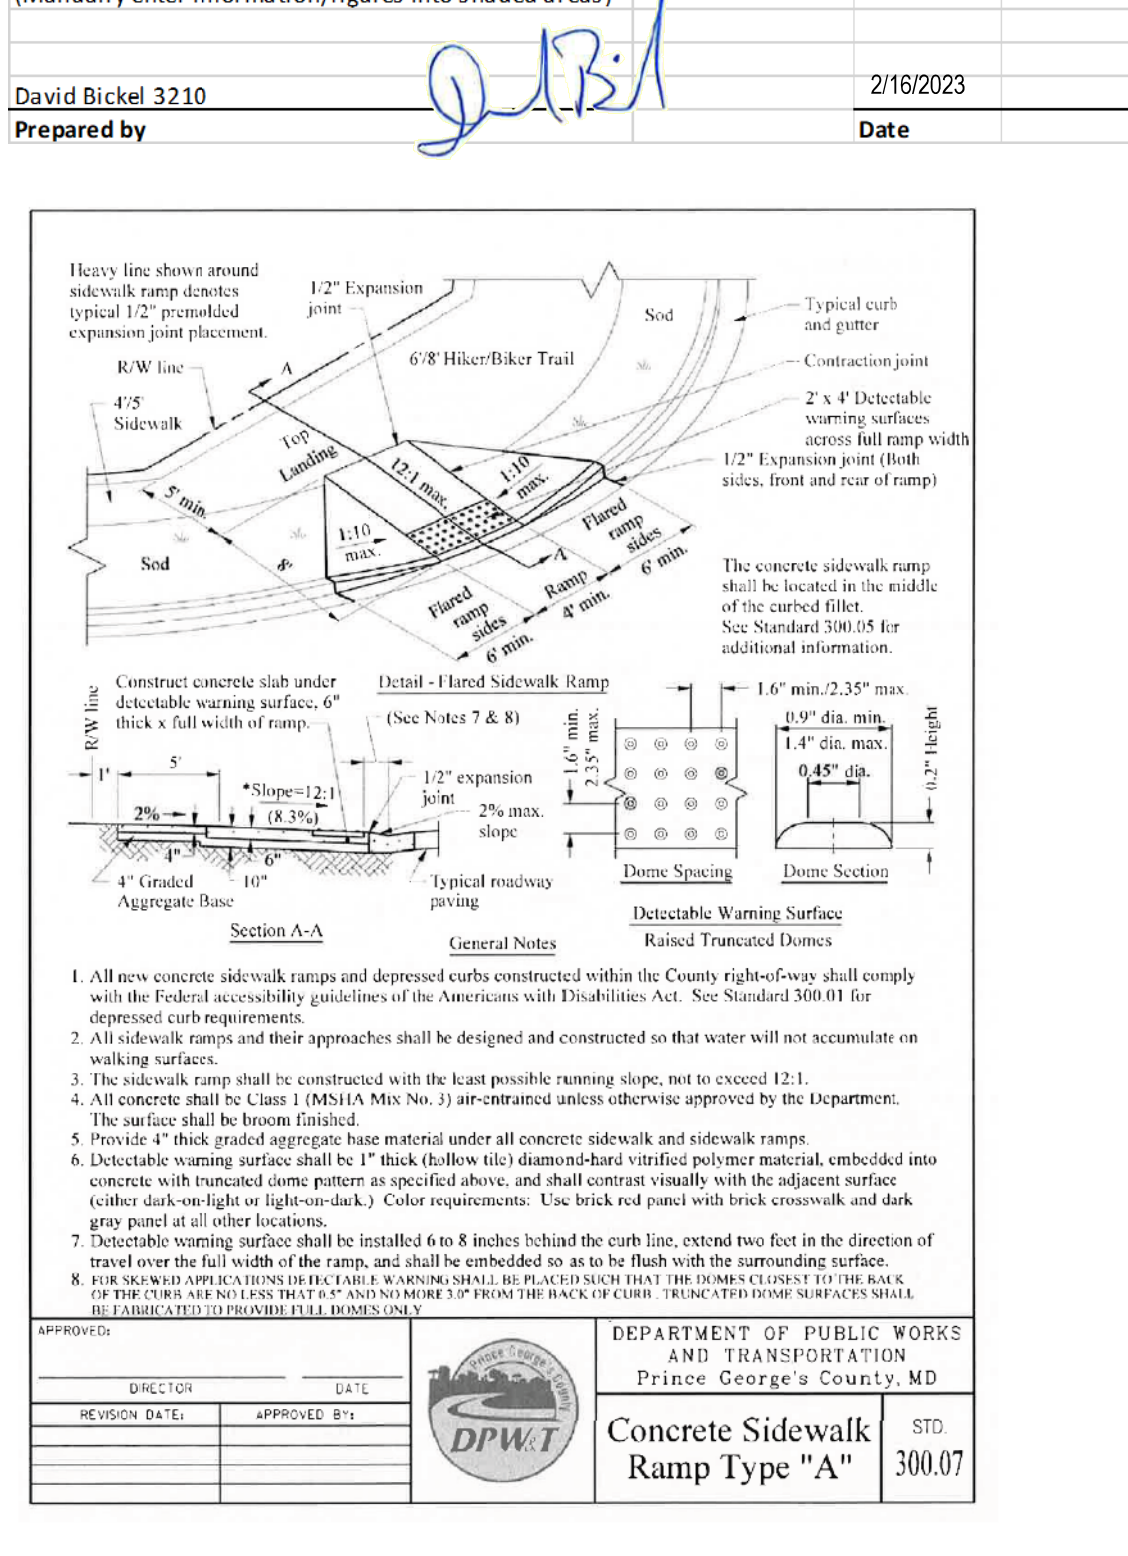 (Manually enter information/figures into shaded areas)
David Bickel 3210
2/16/2023
Prepared by
Date
Heavy line shown around
sidewalk ramp denotes
typical 1/2" premolded
expansion joint placement.
1/2" Expansion
joint
R/W line
A
4'/5'
Sidewalk
6'/8' Hiker/Biker Trail
Sod
Typical curb
and gutter
Contraction joint
2' x 4' Detectable
warning surfaces
across full ramp width
1/2" Expansion joint (Both
sides, front and rear of ramp)
Top
Landing
12:1 max.
1:10
max.
5' min.
1:10
max.
Sod
8'
A
Flared
ramp
sides
6' min.
Ramp
4' min.
Flared
ramp
sides
6' min.
The concrete sidewalk ramp
shall be located in the middle
of the curbed fillet.
See Standard 300.05 for
additional information.
Construct concrete slab under
detectable warning surface, 6"
thick x full width of ramp.
Detail - Flared Sidewalk Ramp
(See Notes 7 & 8)
R/W line
1'
5'
*Slope=12:1
(8.3%)
2%
1/2" expansion
joint
2% max.
slope
4"
6"
10"
4" Graded
Aggregate Base
Typical roadway
paving
Section A-A
1.6" min./2.35" max.
1.6" min.
2.35" max.
0.9" dia. min.
1.4" dia. max.
0.45" dia.
0.2" Height
Dome Spacing
Dome Section
Detectable Warning Surface
Raised Truncated Domes
General Notes
1. All new concrete sidewalk ramps and depressed curbs constructed within the County right-of-way shall comply
with the Federal accessibility guidelines of the Americans with Disabilities Act. See Standard 300.01 for
depressed curb requirements.
2. All sidewalk ramps and their approaches shall be designed and constructed so that water will not accumulate on
walking surfaces.
3. The sidewalk ramp shall be constructed with the least possible running slope, not to exceed 12:1.
4. All concrete shall be Class 1 (MSHA Mix No. 3) air-entrained unless otherwise approved by the Department.
The surface shall be broom finished.
5. Provide 4" thick graded aggregate base material under all concrete sidewalk and sidewalk ramps.
6. Detectable warning surface shall be 1" thick (hollow tile) diamond-hard vitrified polymer material, embedded into
concrete with truncated dome pattern as specified above, and shall contrast visually with the adjacent surface
(either dark-on-light or light-on-dark.) Color requirements: Use brick red panel with brick crosswalk and dark
gray panel at all other locations.
7. Detectable warning surface shall be installed 6 to 8 inches behind the curb line, extend two feet in the direction of
travel over the full width of the ramp, and shall be embedded so as to be flush with the surrounding surface.
8. FOR SKEWED APPLICATIONS DETECTABLE WARNING SHALL BE PLACED SUCH THAT THE DOMES CLOSEST TO THE BACK
OF THE CURB ARE NO LESS THAT 0.5" AND NO MORE 3.0" FROM THE BACK OF CURB . TRUNCATED DOME SURFACES SHALL
BE FABRICATED TO PROVIDE FULL DOMES ONLY
APPROVED:
DIRECTOR
DATE
REVISION DATE:
APPROVED BY:
Prince George's County
DPW&T
DEPARTMENT OF PUBLIC WORKS
AND TRANSPORTATION
Prince George's County, MD
Concrete Sidewalk
Ramp Type "A"
STD.
300.07